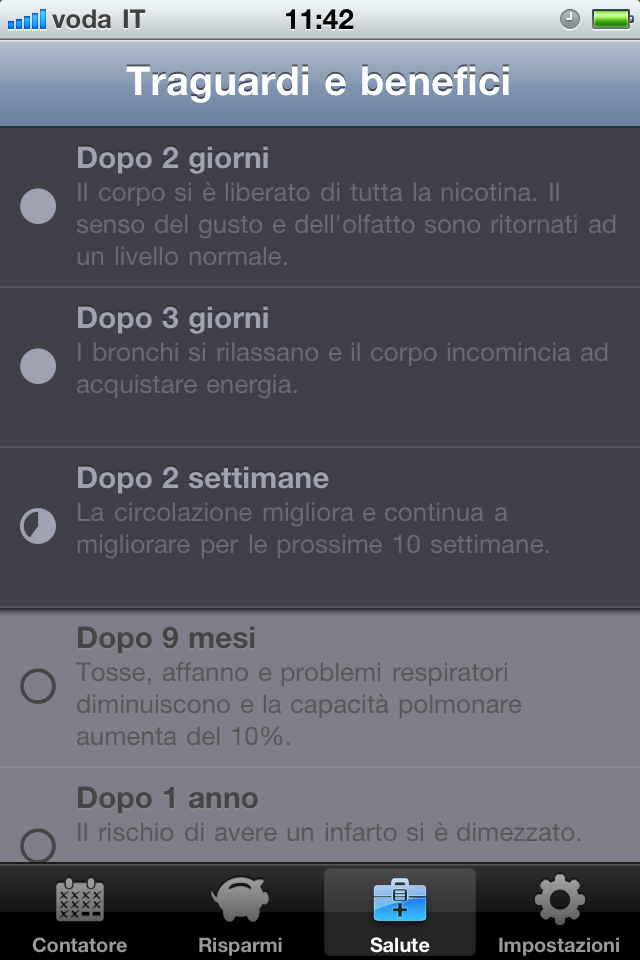 voda IT 11:42
Traguardi e benefici
Dopo 2 giorni
Il corpo si è liberato di tutta la nicotina. Il
senso del gusto e dell'olfatto sono ritornati ad
un livello normale.
Dopo 3 giorni
I bronchi si rilassano e il corpo incomincia ad
acquistare energia.
Dopo 2 settimane
La circolazione migliora e continua a
migliorare per le prossime 10 settimane.
Dopo 9 mesi
Tosse, affanno e problemi respiratori
diminuiscono e la capacità polmonare
aumenta del 10%.
Dopo 1 anno
Il rischio di avere un infarto si è dimezzato.
Contatore Risparmi Salute Impostazioni